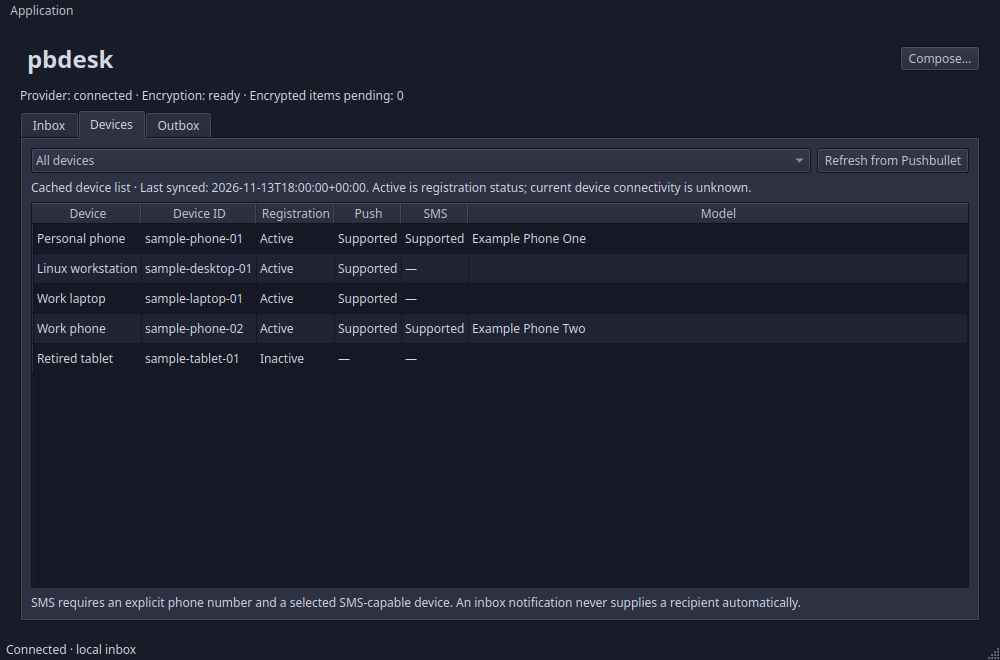 Application
pbdesk
Compose...
Provider: connected · Encryption: ready · Encrypted items pending: 0
Inbox Devices Outbox
All devices Refresh from Pushbullet
Cached device list · Last synced: 2026-11-13T18:00:00+00:00. Active is registration status; current device connectivity is unknown.
Device Device ID Registration Push SMS Model
Personal phone sample-phone-01 Active Supported Supported Example Phone One
Linux workstation sample-desktop-01 Active Supported —
Work laptop sample-laptop-01 Active Supported —
Work phone sample-phone-02 Active Supported Supported Example Phone Two
Retired tablet sample-tablet-01 Inactive — —
SMS requires an explicit phone number and a selected SMS-capable device. An inbox notification never supplies a recipient automatically.
Connected · local inbox